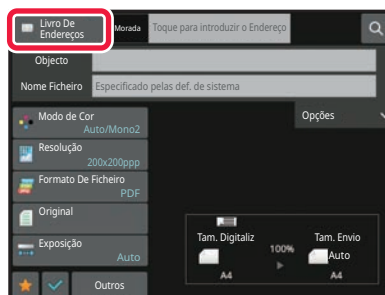 Livro De
Endereços
Morada
Toque para introduzir o Endereço
Objecto
Nome Ficheiro
Especificado pelas def. de sistema
Modo de Cor
Auto/Mono2
Opções
Resolução
200x200ppp
Formato De Ficheiro
PDF
Original
Exposição
Auto
Tam. Digitaliz
100%
Tam. Envio
Auto
A4
A4
Outros